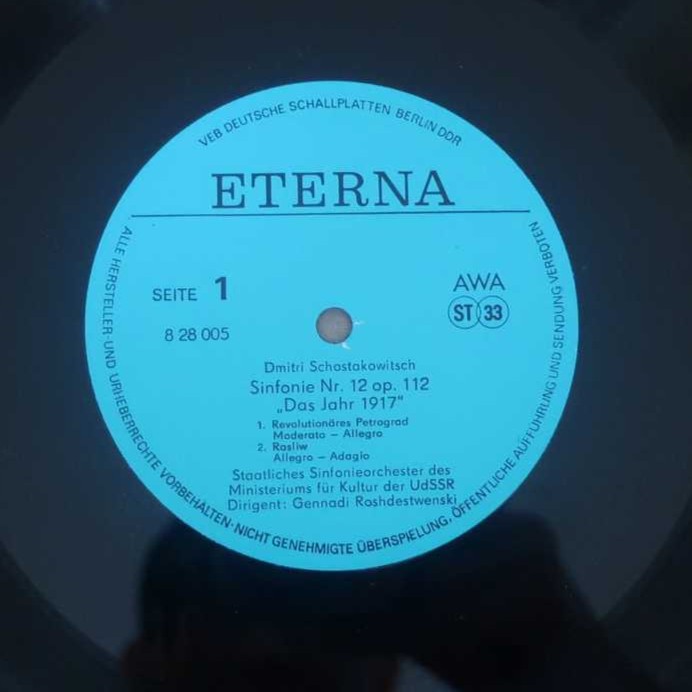 VEB DEUTSCHE SCHALLPLATTEN BERLIN DDR
ETERNA
SEITE 1
8 28 005
AWA
ST 33
Dmitri Schostakowitsch
Sinfonie Nr. 12 op. 112
„Das Jahr 1917"
1. Revolutionäres Petrograd
Moderato – Allegro
2. Rasliw
Allegro – Adagio
Staatliches Sinfonieorchester des
Ministeriums für Kultur der UdSSR
Dirigent: Gennadi Roshdestwenski
ALLE HERSTELLER- UND URHEBERRECHTE VORBEHALTEN · NICHT GENEHMIGTE ÜBERSPIELUNG, ÖFFENTLICHE AUFFÜHRUNG UND SENDUNG VERBOTEN